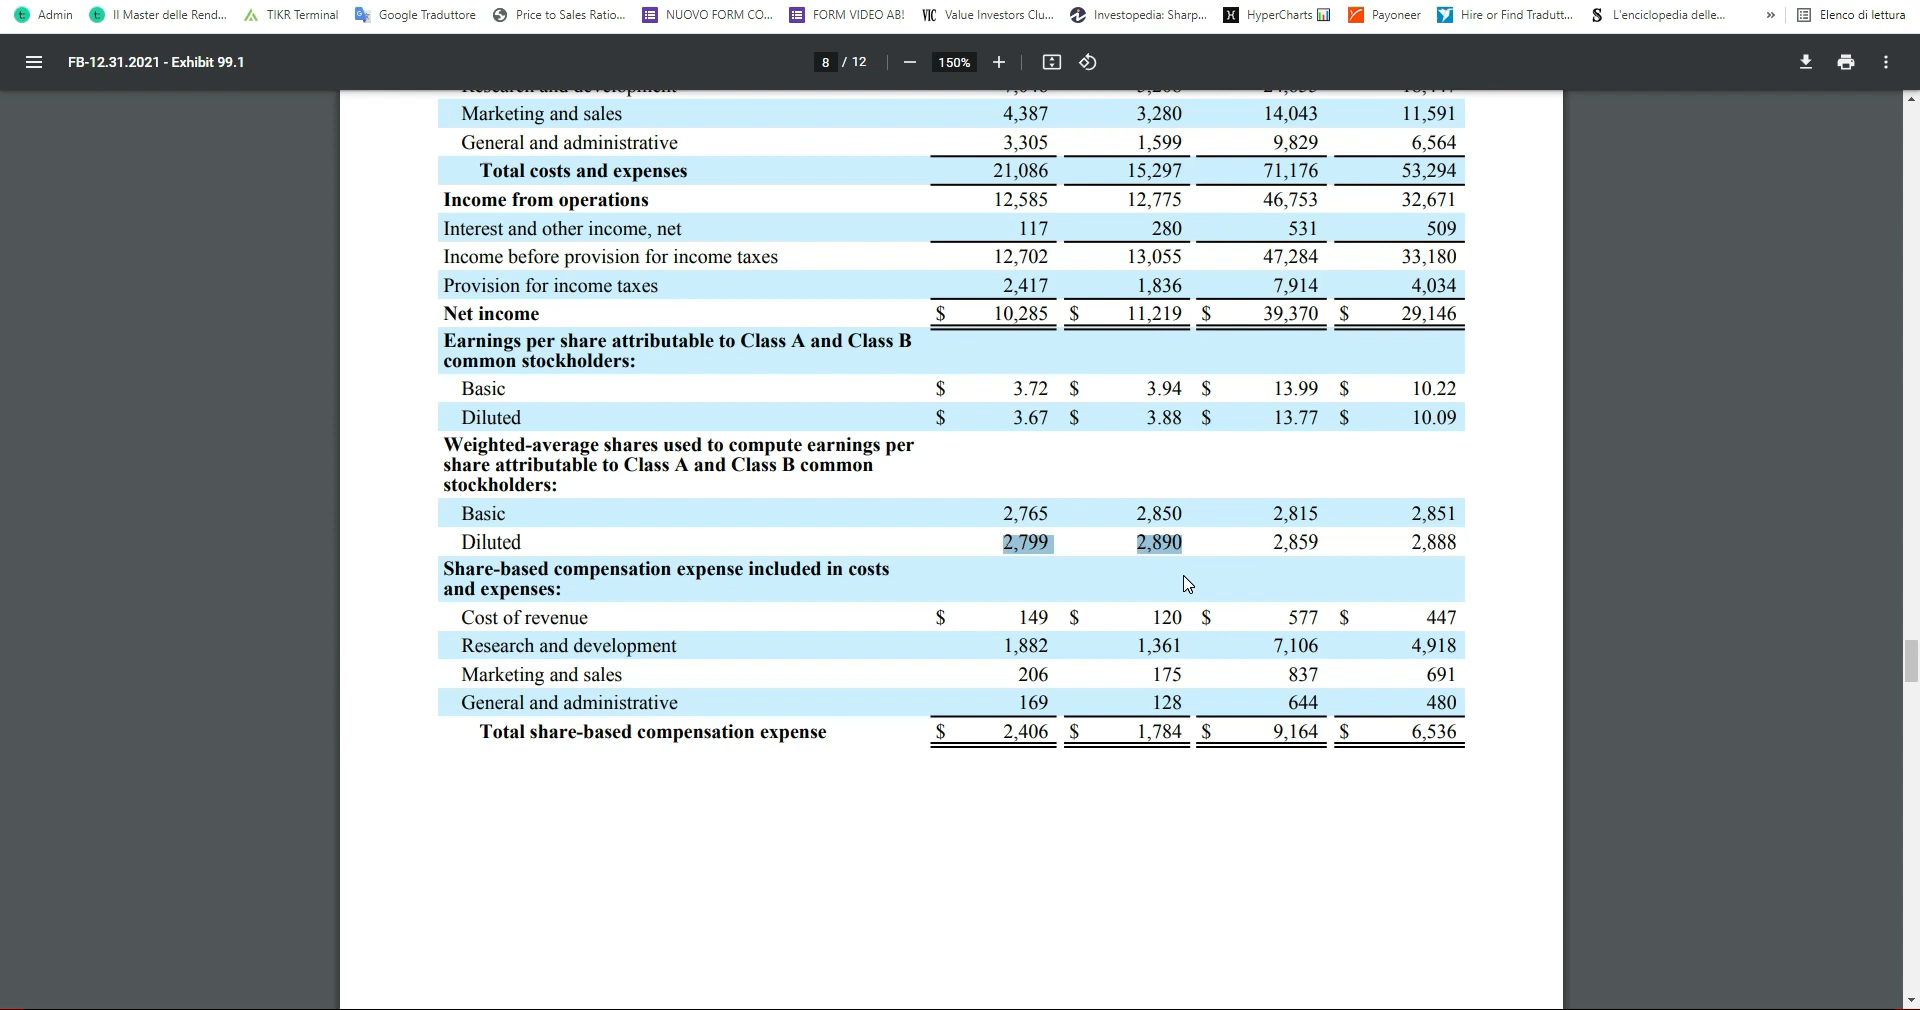 Admin Il Master delle Rend... TIKR Terminal Google Traduttore Price to Sales Ratio... NUOVO FORM CO... FORM VIDEO AB! VIC Value Investors Clu... Investopedia: Sharp... HyperCharts Payoneer Hire or Find Tradutt... S L'enciclopedia delle... » Elenco di lettura
FB-12.31.2021 - Exhibit 99.1 8 / 12 — 150% +
Research and development
Marketing and sales 4,387 3,280 14,043 11,591
General and administrative 3,305 1,599 9,829 6,564
Total costs and expenses 21,086 15,297 71,176 53,294
Income from operations 12,585 12,775 46,753 32,671
Interest and other income, net 117 280 531 509
Income before provision for income taxes 12,702 13,055 47,284 33,180
Provision for income taxes 2,417 1,836 7,914 4,034
Net income $ 10,285 $ 11,219 $ 39,370 $ 29,146
Earnings per share attributable to Class A and Class B
common stockholders:
Basic $ 3.72 $ 3.94 $ 13.99 $ 10.22
Diluted $ 3.67 $ 3.88 $ 13.77 $ 10.09
Weighted-average shares used to compute earnings per
share attributable to Class A and Class B common
stockholders:
Basic 2,765 2,850 2,815 2,851
Diluted 2,799 2,890 2,859 2,888
Share-based compensation expense included in costs
and expenses:
Cost of revenue $ 149 $ 120 $ 577 $ 447
Research and development 1,882 1,361 7,106 4,918
Marketing and sales 206 175 837 691
General and administrative 169 128 644 480
Total share-based compensation expense $ 2,406 $ 1,784 $ 9,164 $ 6,536